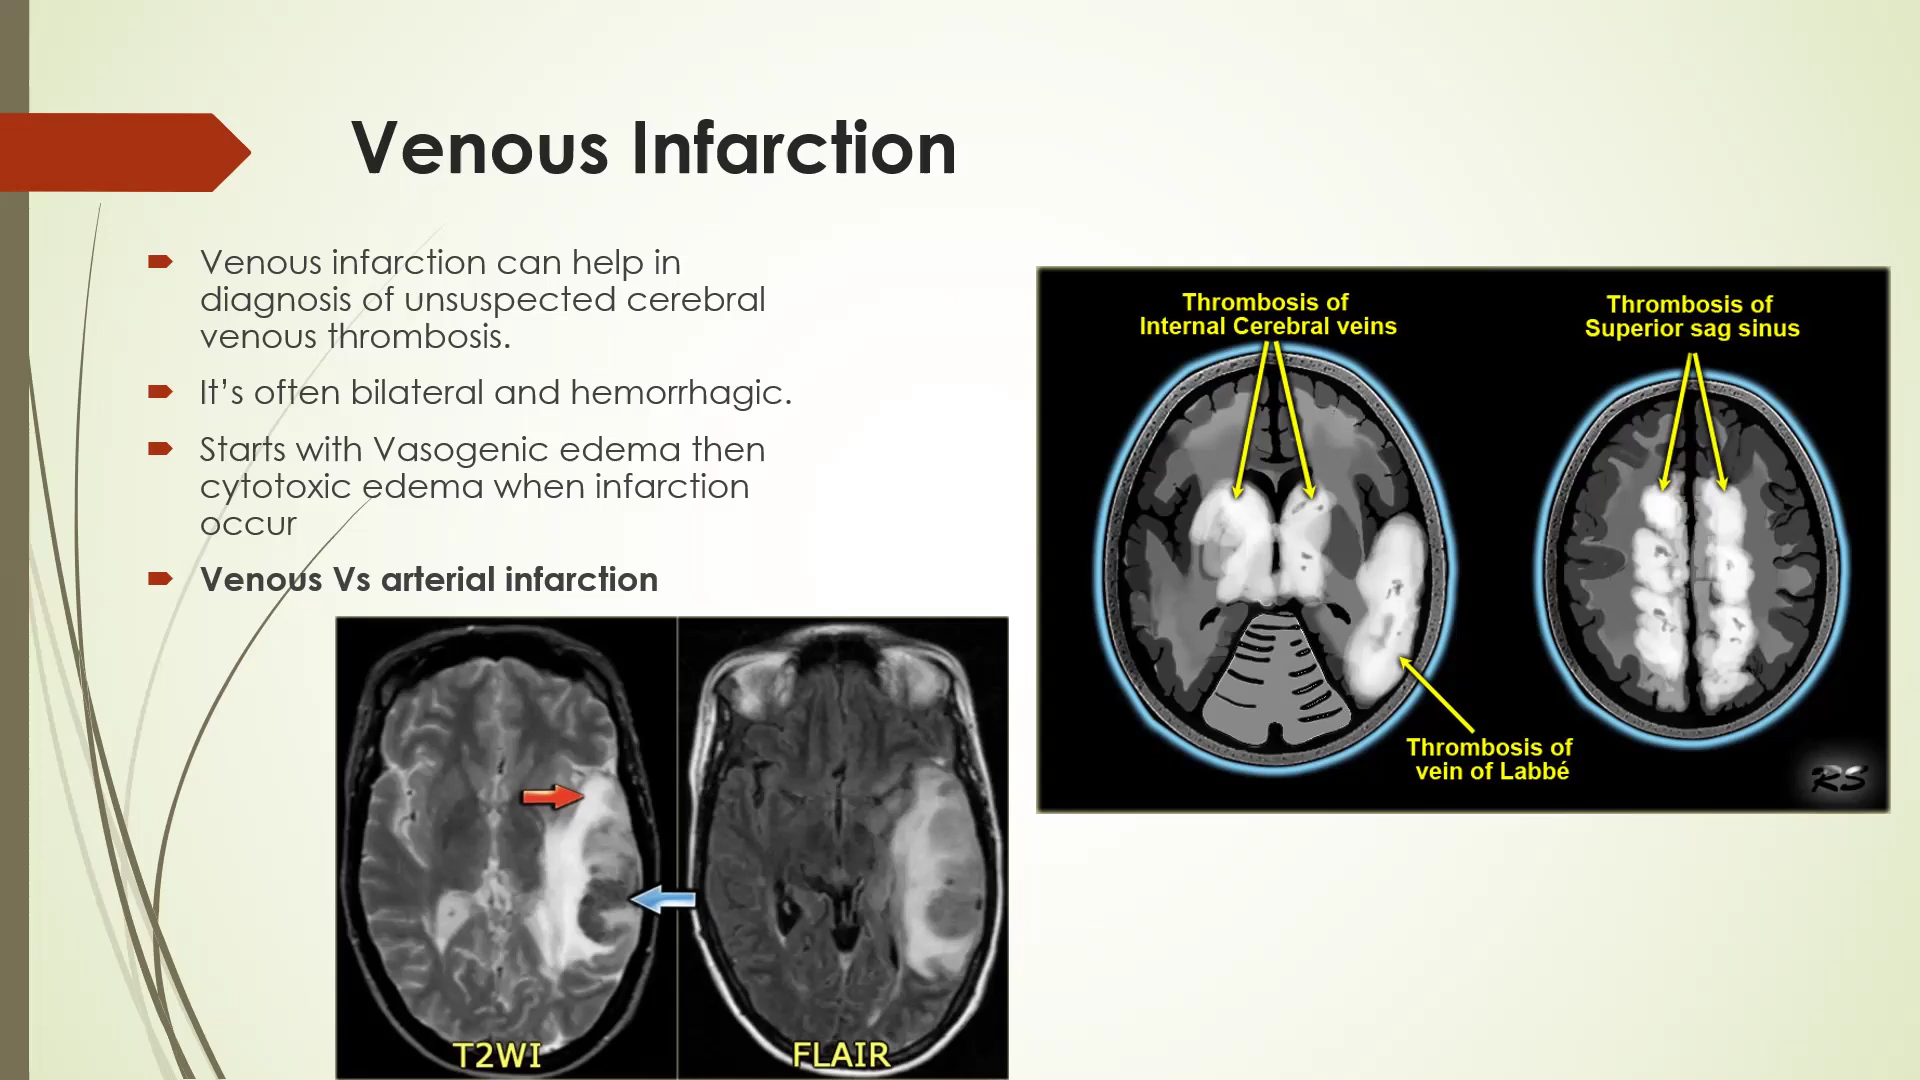 Venous Infarction
Venous infarction can help in
diagnosis of unsuspected cerebral
venous thrombosis.
It’s often bilateral and hemorrhagic.
Starts with Vasogenic edema then
cytotoxic edema when infarction
occur
Venous Vs arterial infarction
T2WI
FLAIR
Thrombosis of
Internal Cerebral veins
Thrombosis of
Superior sag sinus
Thrombosis of
vein of Labbé
RS